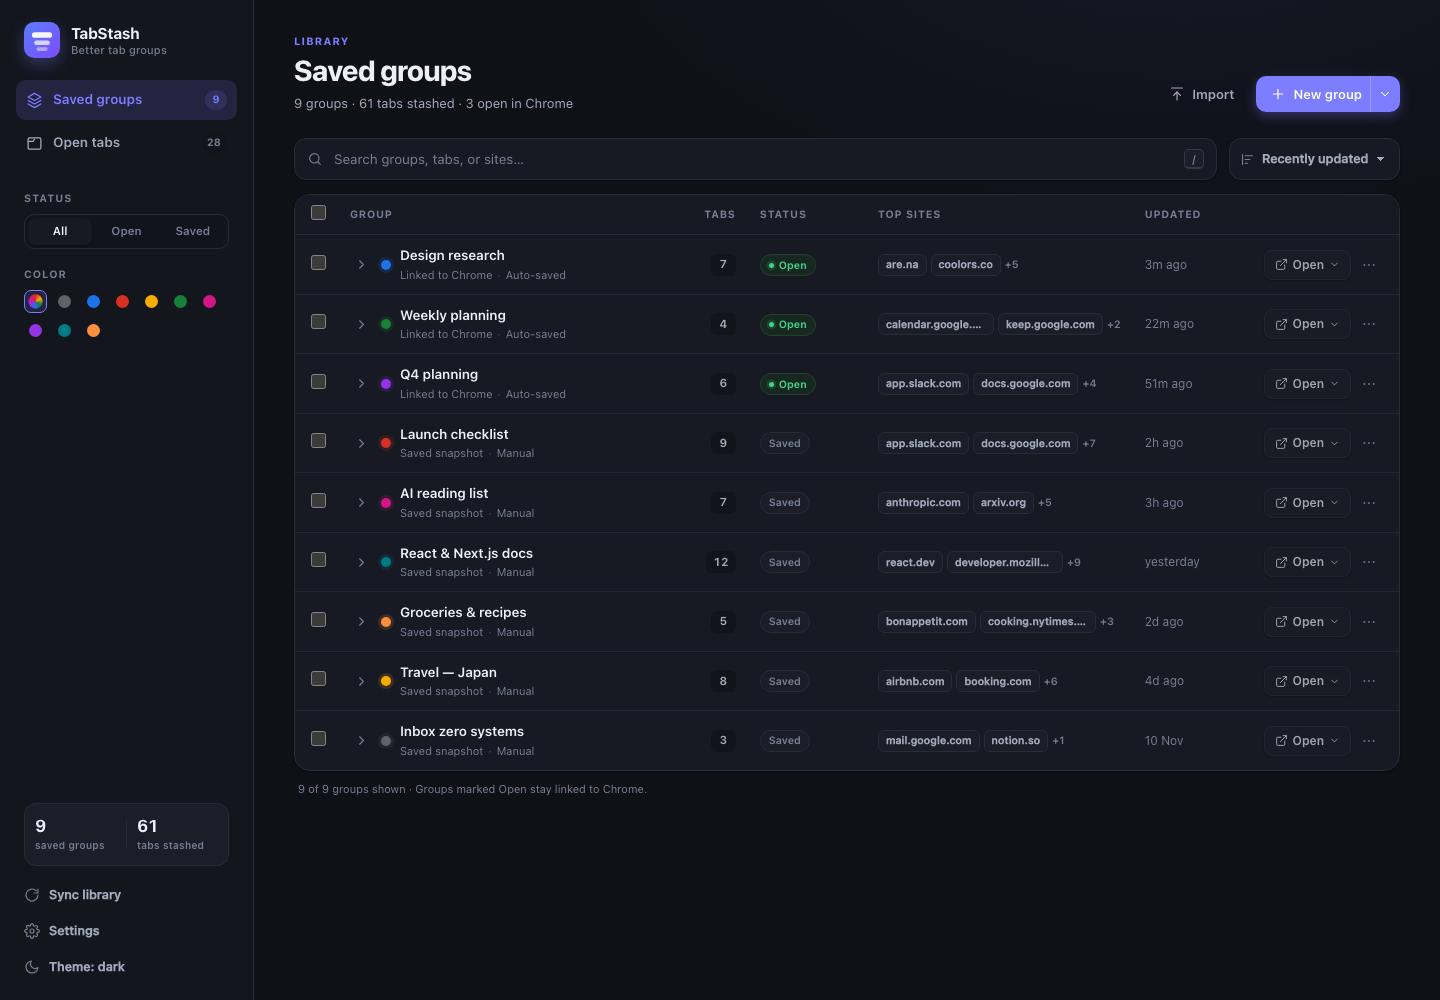 TabStash
Better tab groups
Saved groups 9
Open tabs 28
STATUS
All Open Saved
COLOR
9 61
saved groups tabs stashed
Sync library
Settings
Theme: dark
LIBRARY
Saved groups
9 groups · 61 tabs stashed · 3 open in Chrome
Import
New group
Search groups, tabs, or sites... /
Recently updated
GROUP TABS STATUS TOP SITES UPDATED
Design research
Linked to Chrome · Auto-saved
7 Open are.na coolors.co +5 3m ago Open ···
Weekly planning
Linked to Chrome · Auto-saved
4 Open calendar.google.... keep.google.com +2 22m ago Open ···
Q4 planning
Linked to Chrome · Auto-saved
6 Open app.slack.com docs.google.com +4 51m ago Open ···
Launch checklist
Saved snapshot · Manual
9 Saved app.slack.com docs.google.com +7 2h ago Open ···
AI reading list
Saved snapshot · Manual
7 Saved anthropic.com arxiv.org +5 3h ago Open ···
React & Next.js docs
Saved snapshot · Manual
12 Saved react.dev developer.mozill... +9 yesterday Open ···
Groceries & recipes
Saved snapshot · Manual
5 Saved bonappetit.com cooking.nytimes.... +3 2d ago Open ···
Travel — Japan
Saved snapshot · Manual
8 Saved airbnb.com booking.com +6 4d ago Open ···
Inbox zero systems
Saved snapshot · Manual
3 Saved mail.google.com notion.so +1 10 Nov Open ···
9 of 9 groups shown · Groups marked Open stay linked to Chrome.